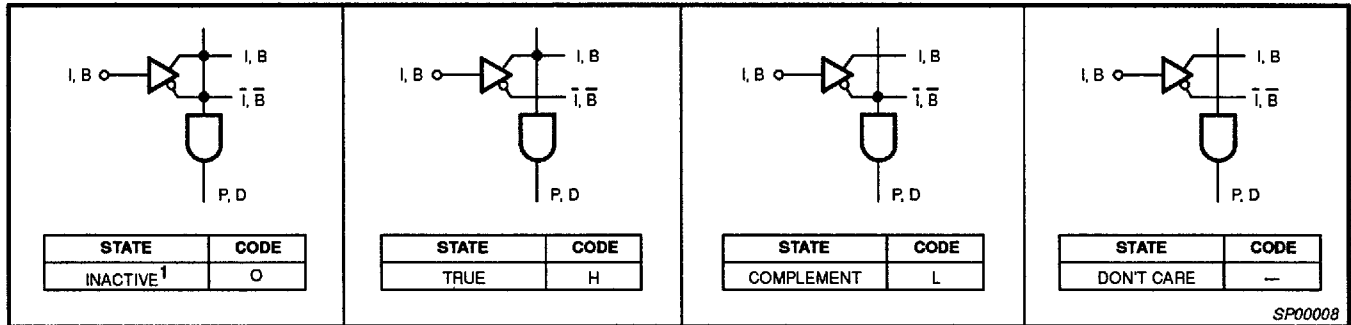 I, B
I, B
I̅, B̅
P, D
STATE CODE
INACTIVE1 O
I, B
I, B
I̅, B̅
P, D
STATE CODE
TRUE H
I, B
I, B
I̅, B̅
P, D
STATE CODE
COMPLEMENT L
I, B
I, B
I̅, B̅
P, D
STATE CODE
DON'T CARE —
SP00008